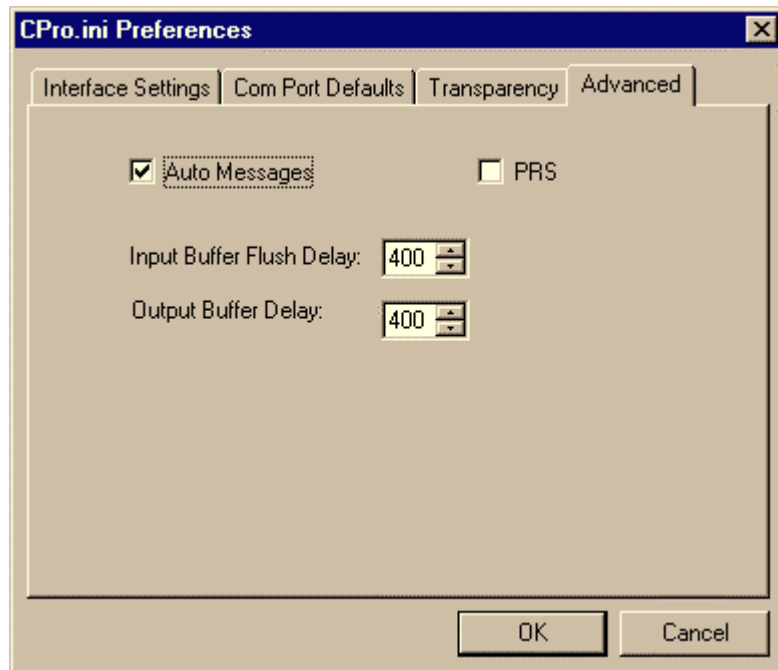 CPro.ini Preferences
Interface Settings Com Port Defaults Transparency Advanced
Auto Messages PRS
Input Buffer Flush Delay: 400
Output Buffer Delay: 400
OK Cancel